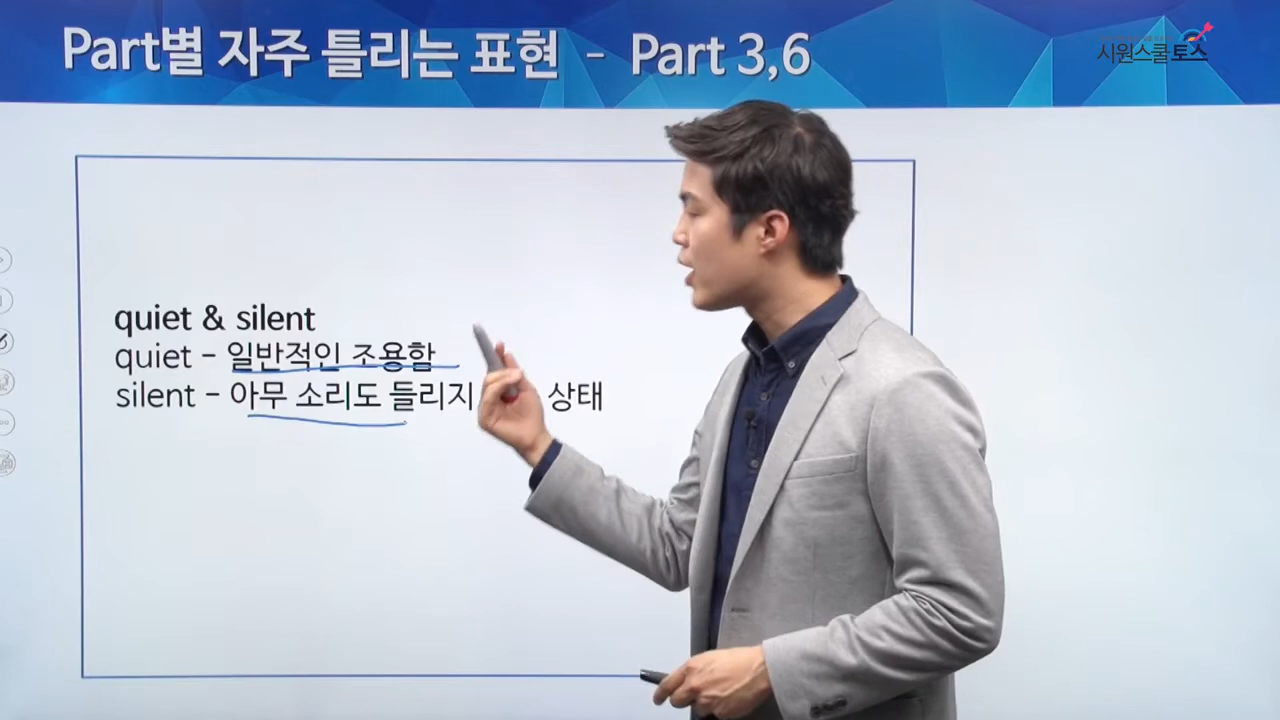 Part별 자주 틀리는 표현 - Part 3,6
시원스쿨토스
quiet & silent
quiet - 일반적인 조용함
silent - 아무 소리도 들리지 상태